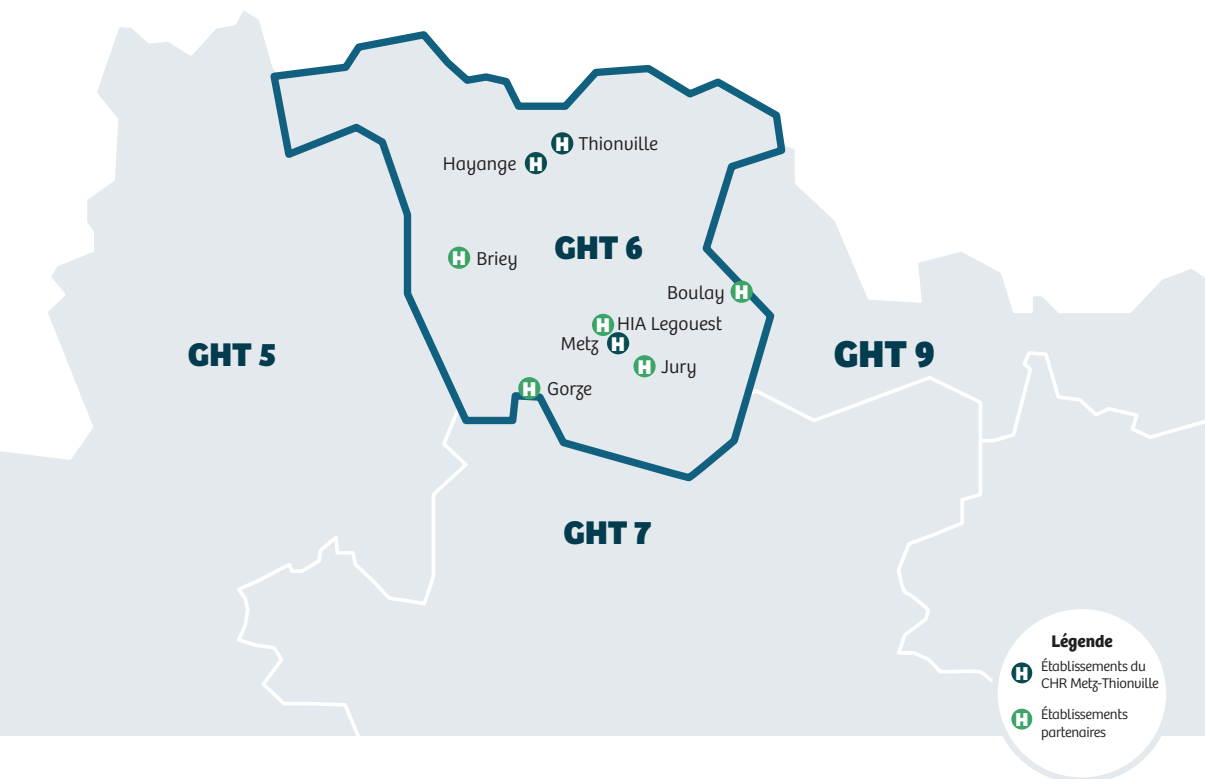 Thionville
Hayange
GHT 6
Briey
Boulay
HIA Legouest
Metz
GHT 5
GHT 9
Jury
Gorze
GHT 7
Légende
Établissements du
CHR Metz-Thionville
Établissements
partenaires